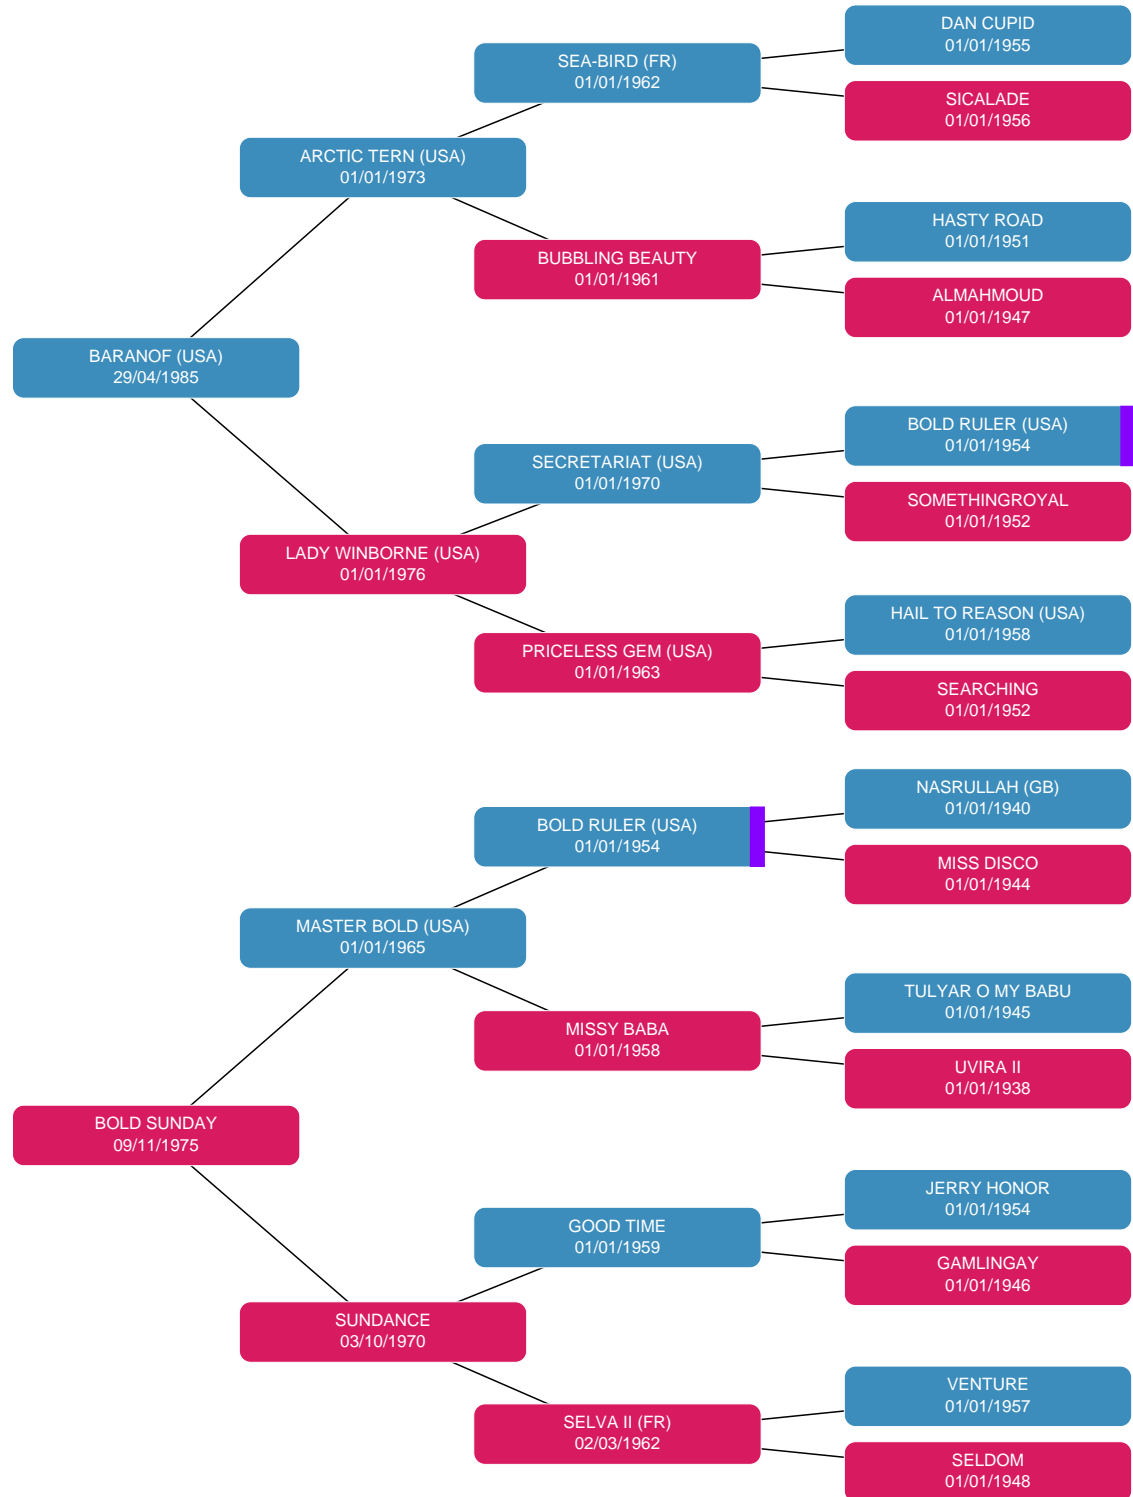 DAN CUPID
01/01/1955
SEA-BIRD (FR)
01/01/1962
SICALADE
01/01/1956
ARCTIC TERN (USA)
01/01/1973
HASTY ROAD
01/01/1951
BUBBLING BEAUTY
01/01/1961
ALMAHMOUD
01/01/1947
BARANOF (USA)
29/04/1985
BOLD RULER (USA)
01/01/1954
SECRETARIAT (USA)
01/01/1970
SOMETHINGROYAL
01/01/1952
LADY WINBORNE (USA)
01/01/1976
HAIL TO REASON (USA)
01/01/1958
PRICELESS GEM (USA)
01/01/1963
SEARCHING
01/01/1952
NASRULLAH (GB)
01/01/1940
BOLD RULER (USA)
01/01/1954
MISS DISCO
01/01/1944
MASTER BOLD (USA)
01/01/1965
TULYAR O MY BABU
01/01/1945
MISSY BABA
01/01/1958
UVIRA II
01/01/1938
BOLD SUNDAY
09/11/1975
JERRY HONOR
01/01/1954
GOOD TIME
01/01/1959
GAMLINGAY
01/01/1946
SUNDANCE
03/10/1970
VENTURE
01/01/1957
SELVA II (FR)
02/03/1962
SELDOM
01/01/1948